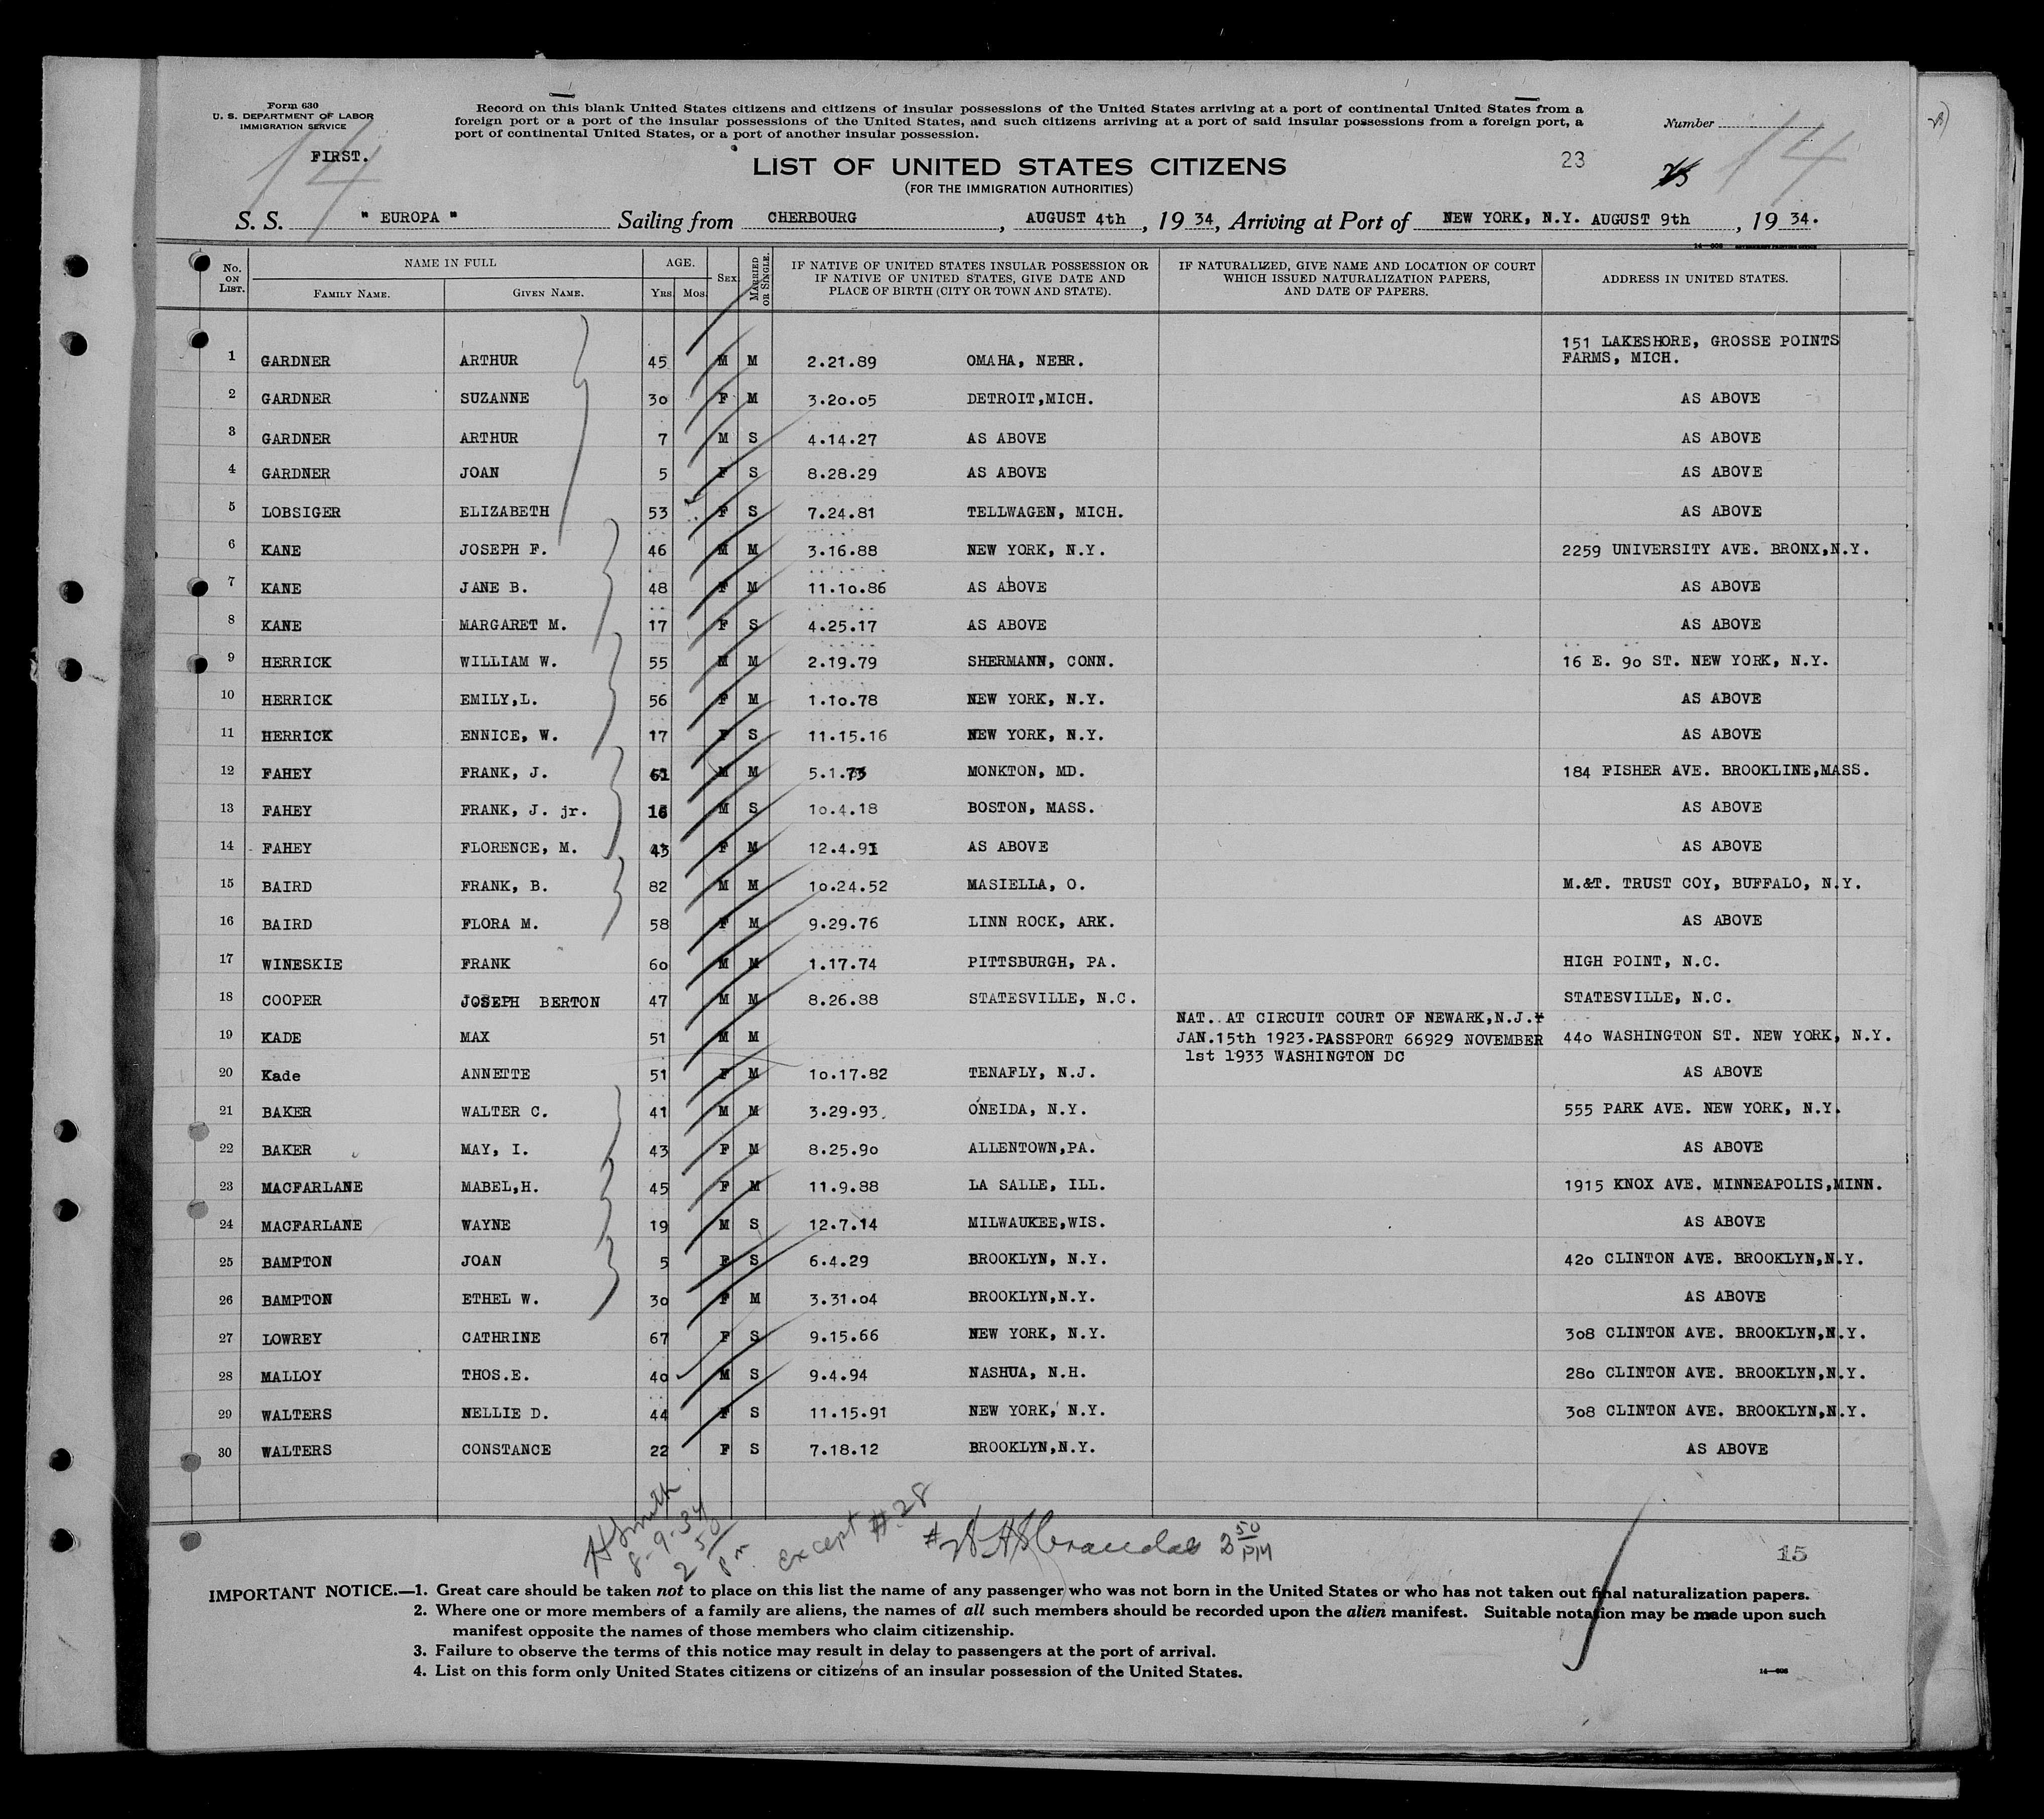 Form 630
U. S. DEPARTMENT OF LABOR
IMMIGRATION SERVICE
FIRST.
14
Record on this blank United States citizens and citizens of insular possessions of the United States arriving at a port of continental United States from a
foreign port or a port of the insular possessions of the United States, and such citizens arriving at a port of said insular possessions from a foreign port, a
port of continental United States, or a port of another insular possession.
Number
14
23
LIST OF UNITED STATES CITIZENS
(FOR THE IMMIGRATION AUTHORITIES)
S. S. " EUROPA " Sailing from CHERBOURG, AUGUST 4th, 19 34, Arriving at Port of NEW YORK, N.Y. AUGUST 9th, 19 34.
No. ON LIST. NAME IN FULL FAMILY NAME. GIVEN NAME. AGE. YRS. MOS. SEX MARRIED OR SINGLE. IF NATIVE OF UNITED STATES INSULAR POSSESSION OR IF NATIVE OF UNITED STATES, GIVE DATE AND PLACE OF BIRTH (CITY OR TOWN AND STATE). IF NATURALIZED, GIVE NAME AND LOCATION OF COURT WHICH ISSUED NATURALIZATION PAPERS, AND DATE OF PAPERS. ADDRESS IN UNITED STATES.
1 GARDNER ARTHUR 45 M M 2.21.89 OMAHA, NEBR. 151 LAKESHORE, GROSSE POINTS FARMS, MICH.
2 GARDNER SUZANNE 30 F M 3.20.05 DETROIT,MICH. AS ABOVE
3 GARDNER ARTHUR 7 M S 4.14.27 AS ABOVE AS ABOVE
4 GARDNER JOAN 5 F S 8.28.29 AS ABOVE AS ABOVE
5 LOBSIGER ELIZABETH 53 F S 7.24.81 TELLWAGEN, MICH. AS ABOVE
6 KANE JOSEPH F. 46 M M 3.16.88 NEW YORK, N.Y. 2259 UNIVERSITY AVE. BRONX,N.Y.
7 KANE JANE B. 48 F M 11.10.86 AS ABOVE AS ABOVE
8 KANE MARGARET M. 17 F S 4.25.17 AS ABOVE AS ABOVE
9 HERRICK WILLIAM W. 55 M M 2.19.79 SHERMANN, CONN. 16 E. 90 ST. NEW YORK, N.Y.
10 HERRICK EMILY,L. 56 F M 1.10.78 NEW YORK, N.Y. AS ABOVE
11 HERRICK ENNICE, W. 17 F S 11.15.16 NEW YORK, N.Y. AS ABOVE
12 FAHEY FRANK, J. 61 M M 5.1.73 MONKTON, MD. 184 FISHER AVE. BROOKLINE,MASS.
13 FAHEY FRANK, J. jr. 16 M S 10.4.18 BOSTON, MASS. AS ABOVE
14 FAHEY FLORENCE, M. 43 F M 12.4.91 AS ABOVE AS ABOVE
15 BAIRD FRANK, B. 82 M M 10.24.52 MASIELLA, O. M.&T. TRUST COY, BUFFALO, N.Y.
16 BAIRD FLORA M. 58 F M 9.29.76 LINN ROCK, ARK. AS ABOVE
17 WINESKIE FRANK 60 M M 1.17.74 PITTSBURGH, PA. HIGH POINT, N.C.
18 COOPER JOSEPH BERTON 47 M M 8.26.88 STATESVILLE, N.C. STATESVILLE, N.C.
19 KADE MAX 51 M M NAT. AT CIRCUIT COURT OF NEWARK,N.J. JAN.15th 1923.PASSPORT 66929 NOVEMBER 1st 1933 WASHINGTON DC 440 WASHINGTON ST. NEW YORK, N.Y.
20 Kade ANNETTE 51 F M 10.17.82 TENAFLY, N.J. AS ABOVE
21 BAKER WALTER C. 41 M M 3.29.93. ONEIDA, N.Y. 555 PARK AVE. NEW YORK, N.Y.
22 BAKER MAY, I. 43 F M 8.25.90 ALLENTOWN,PA. AS ABOVE
23 MACFARLANE MABEL,H. 45 F M 11.9.88 LA SALLE, ILL. 1915 KNOX AVE. MINNEAPOLIS,MINN.
24 MACFARLANE WAYNE 19 M S 12.7.14 MILWAUKEE,WIS. AS ABOVE
25 BAMPTON JOAN 5 F S 6.4.29 BROOKLYN, N.Y. 420 CLINTON AVE. BROOKLYN,N.Y.
26 BAMPTON ETHEL W. 30 F M 3.31.04 BROOKLYN,N.Y. AS ABOVE
27 LOWREY CATHRINE 67 F S 9.15.66 NEW YORK, N.Y. 308 CLINTON AVE. BROOKLYN,N.Y.
28 MALLOY THOS.E. 40 M S 9.4.94 NASHUA, N.H. 280 CLINTON AVE. BROOKLYN,N.Y.
29 WALTERS NELLIE D. 44 F S 11.15.91 NEW YORK, N.Y. 308 CLINTON AVE. BROOKLYN,N.Y.
30 WALTERS CONSTANCE 22 F S 7.18.12 BROOKLYN,N.Y. AS ABOVE
8-9-34
2 50 Pm
except #28
2 50 PM
15
IMPORTANT NOTICE.—1. Great care should be taken not to place on this list the name of any passenger who was not born in the United States or who has not taken out final naturalization papers.
2. Where one or more members of a family are aliens, the names of all such members should be recorded upon the alien manifest. Suitable notation may be made upon such
manifest opposite the names of those members who claim citizenship.
3. Failure to observe the terms of this notice may result in delay to passengers at the port of arrival.
4. List on this form only United States citizens or citizens of an insular possession of the United States.